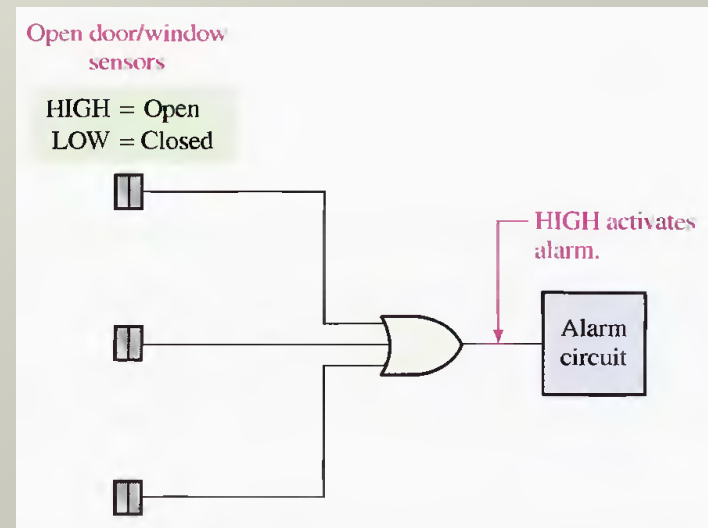 Open door/window
sensors
HIGH = Open
LOW = Closed
HIGH activates
alarm.
Alarm
circuit